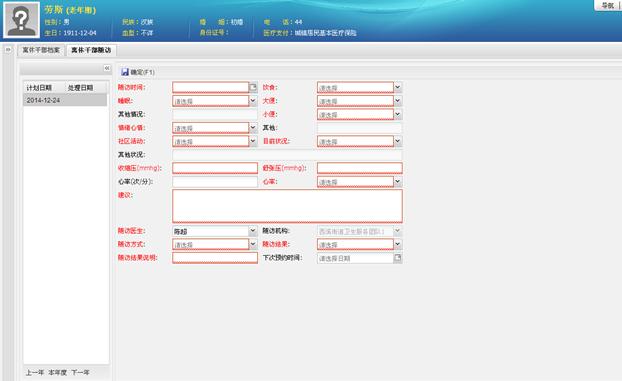 导航
劳斯 (老年期)
性别：男 民族：汉族 婚 姻：初婚 电 话：44
生日：1911-12-04 血型：不详 身份证号： 医疗支付：城镇居民基本医疗保险
离休干部档案 离休干部随访
确定(F1)
计划日期 处理日期
2014-12-24
随访时间： 饮食： 请选择
睡眠： 请选择 大便： 请选择
其他情况： 小便： 请选择
情绪心情： 请选择 其他：
社区活动： 请选择 目前状况： 请选择
其他状况：
收缩压(mmhg)： 舒张压(mmhg)：
心率(次/分)： 心率： 请选择
建议：
随访医生： 陈超 随访机构： 西溪街道卫生服务团队1
随访方式： 请选择 随访结果： 请选择
随访结果说明： 下次预约时间： 请选择日期
上一年 本年度 下一年